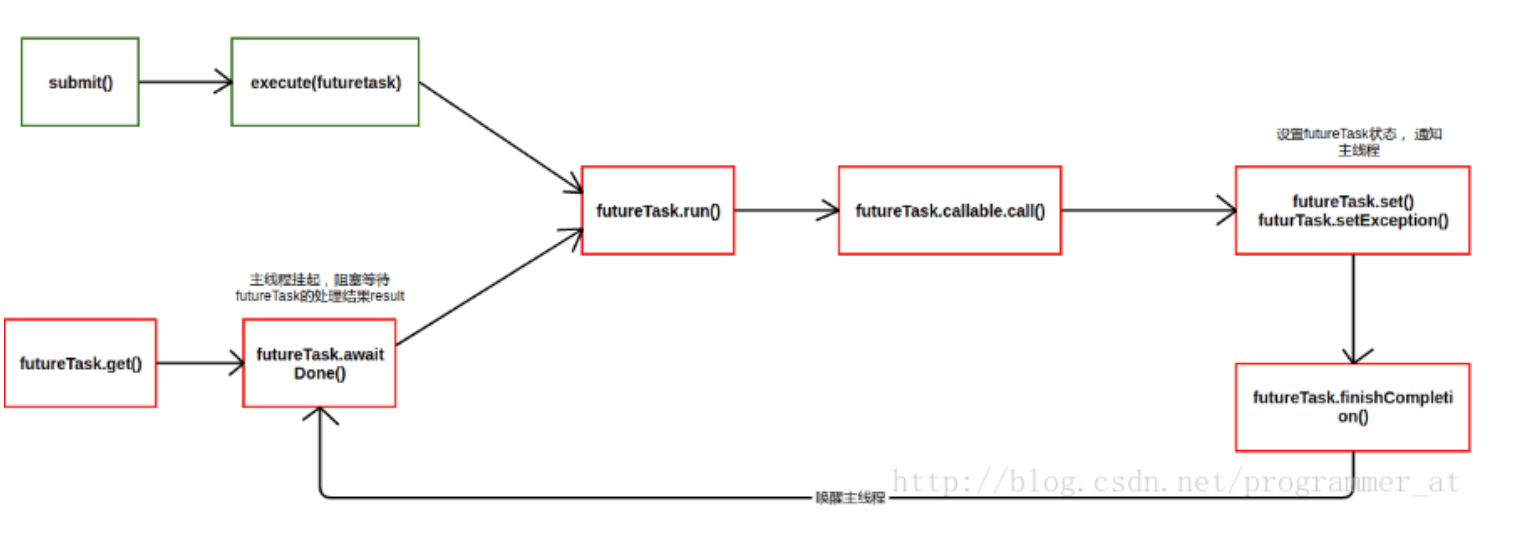 submit()
execute(futuretask)
设置futureTask状态，通知
主线程
futureTask.run()
futureTask.callable.call()
futureTask.set()
futurTask.setException()
主线程挂起，阻塞等待
futureTask的处理结果result
futureTask.get()
futureTask.await
Done()
futureTask.finishCompleti
on()
http://blog.csdn.net/programmer_at
唤醒主线程